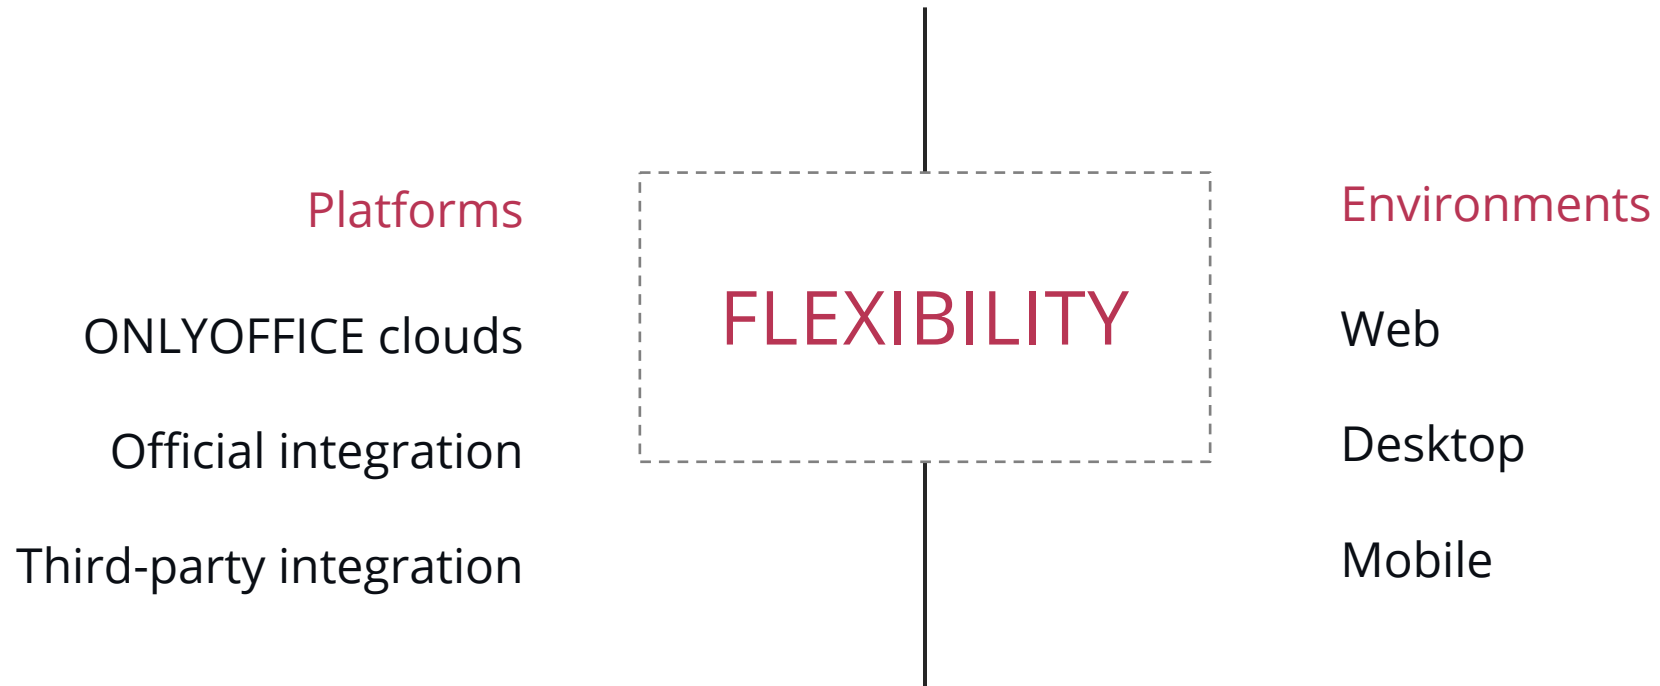 Platforms
ONLYOFFICE clouds
Official integration
Third-party integration
FLEXIBILITY
Environments
Web
Desktop
Mobile